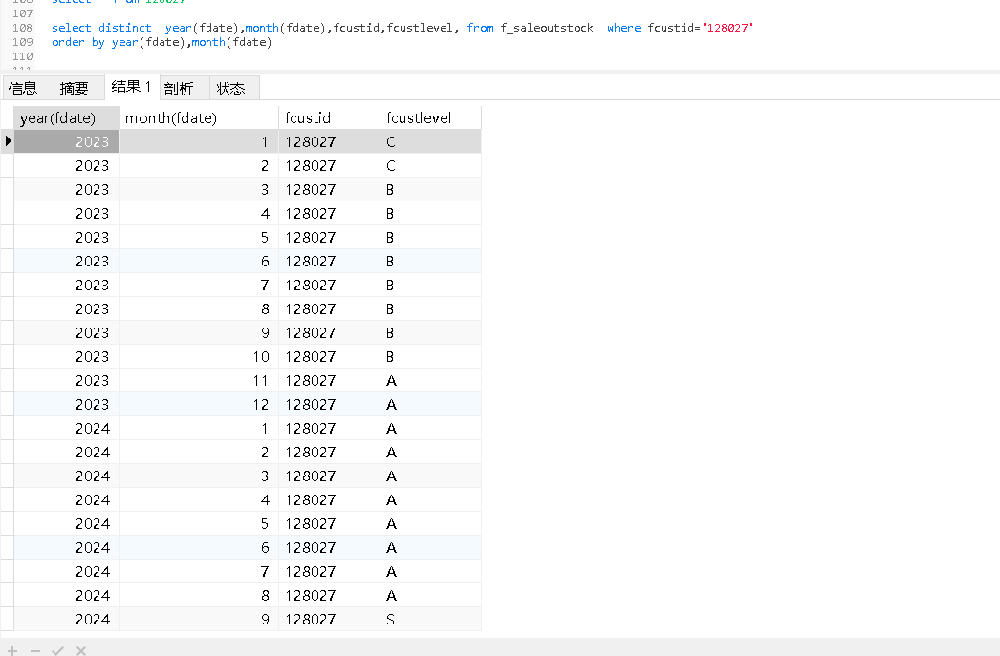 107
108 select distinct  year(fdate),month(fdate),fcustid,fcustlevel, from f_saleoutstock  where fcustid='128027'
109 order by year(fdate),month(fdate)
110
信息 摘要 结果 1 剖析 状态
year(fdate) month(fdate) fcustid fcustlevel
2023 1 128027 C
2023 2 128027 C
2023 3 128027 B
2023 4 128027 B
2023 5 128027 B
2023 6 128027 B
2023 7 128027 B
2023 8 128027 B
2023 9 128027 B
2023 10 128027 B
2023 11 128027 A
2023 12 128027 A
2024 1 128027 A
2024 2 128027 A
2024 3 128027 A
2024 4 128027 A
2024 5 128027 A
2024 6 128027 A
2024 7 128027 A
2024 8 128027 A
2024 9 128027 S